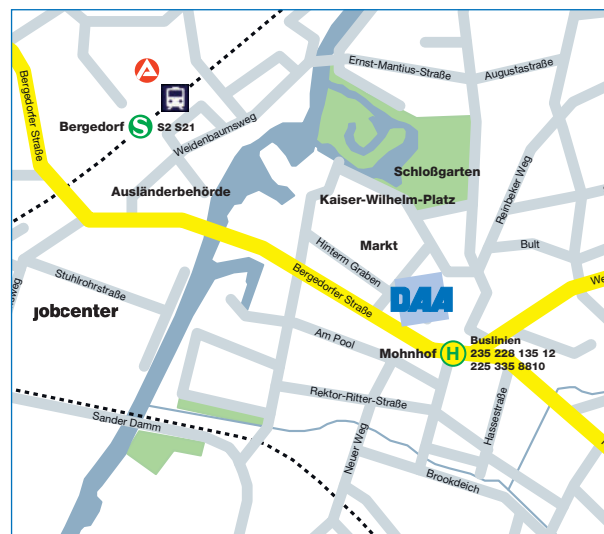 Ernst-Mantius-Straße
Augustastraße
Bergedorfer Straße
Bergedorf S S2 S21
Weidenbaumsweg
Schloßgarten
Reinbeker Weg
Ausländerbehörde
Kaiser-Wilhelm-Platz
Markt
Bult
Hinterm Graben
Stuhlrohrstraße
Bergedorfer Straße
DAA
We
jobcenter
Am Pool
Mohnhof H
Buslinien
235 228 135 12
225 335 8810
Rektor-Ritter-Straße
Sander Damm
Neuer Weg
Hassestraße
Brookdeich